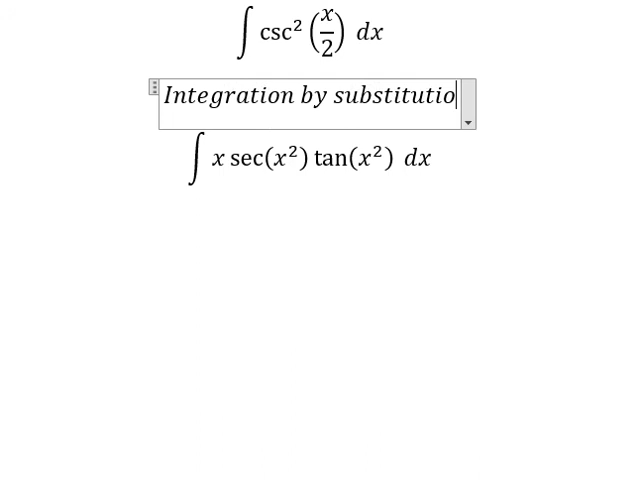 ∫ csc² (x/2) dx
Integration by substitutio
∫ x sec(x²) tan(x²) dx